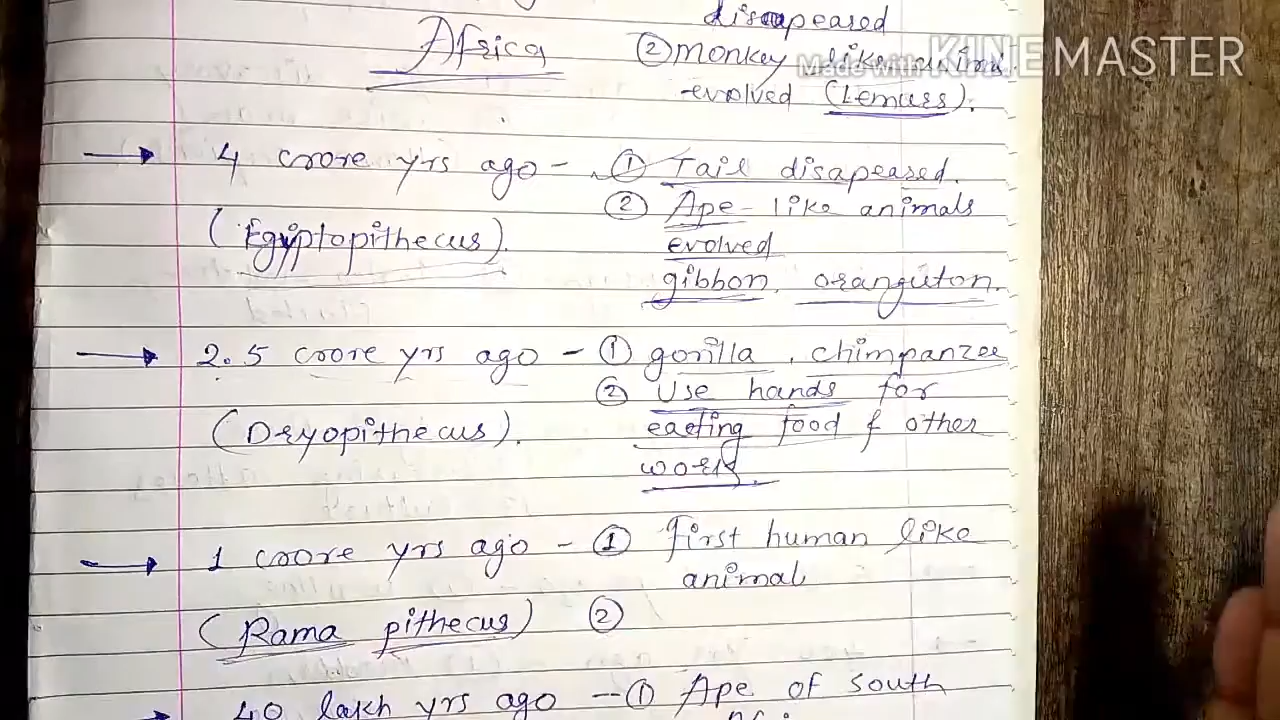 disapeared
Africa ② monkey like animal
Made with KINEMASTER
evolved (Lemurs).
→ 4 crore yrs ago - ① Tail disapeared.
② Ape-like animals
(Egyptopithecus). evolved
gibbon, oranguton.
→ 2.5 crore yrs ago - ① gorilla, chimpanzee
② Use hands for
(Dryopithecus). eacting food & other
work
→ 1 crore yrs ago - ① First human like
animal
(Rama pithecus) ②
→ 40 lakh yrs ago -- ① Ape of south